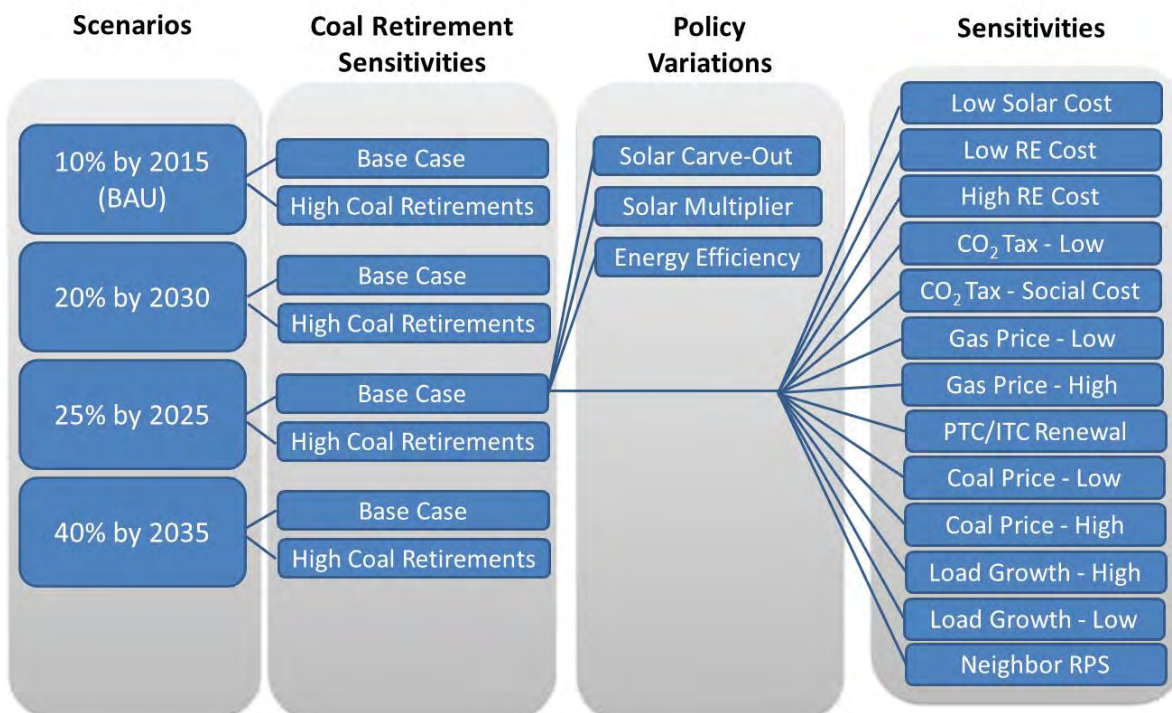 Scenarios
Coal Retirement
Sensitivities
Policy
Variations
Sensitivities
10% by 2015
(BAU)
20% by 2030
25% by 2025
40% by 2035
Base Case
High Coal Retirements
Base Case
High Coal Retirements
Base Case
High Coal Retirements
Base Case
High Coal Retirements
Solar Carve-Out
Solar Multiplier
Energy Efficiency
Low Solar Cost
Low RE Cost
High RE Cost
CO₂ Tax - Low
CO₂ Tax - Social Cost
Gas Price - Low
Gas Price - High
PTC/ITC Renewal
Coal Price - Low
Coal Price - High
Load Growth - High
Load Growth - Low
Neighbor RPS